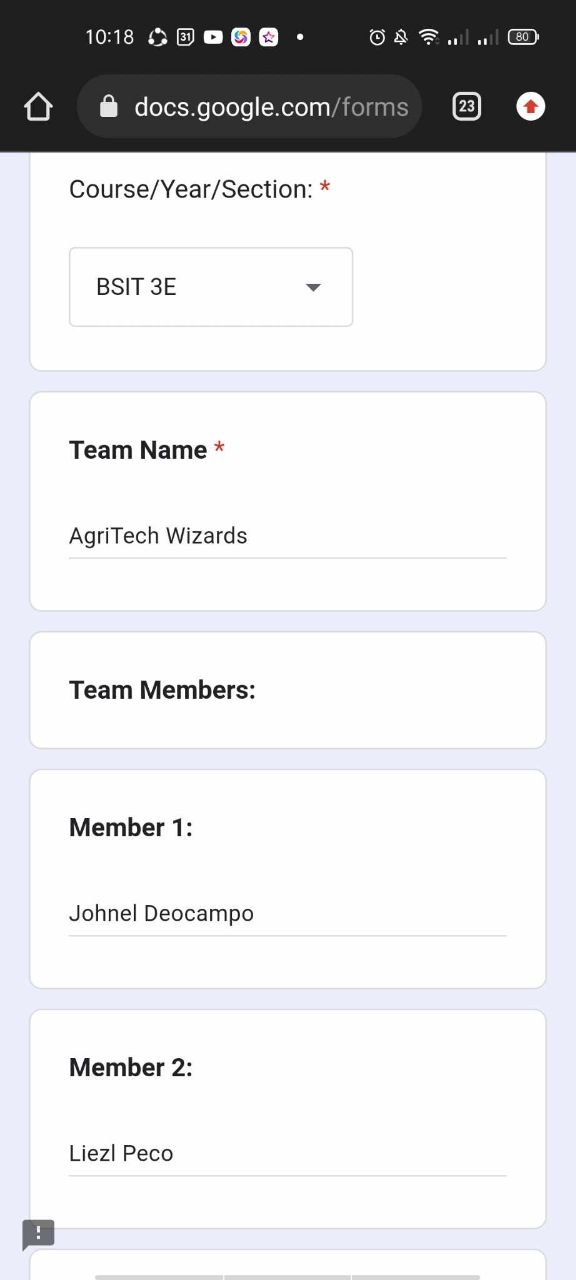 10:18 31 80
docs.google.com/forms 23
Course/Year/Section: *
BSIT 3E
Team Name *
AgriTech Wizards
Team Members:
Member 1:
Johnel Deocampo
Member 2:
Liezl Peco